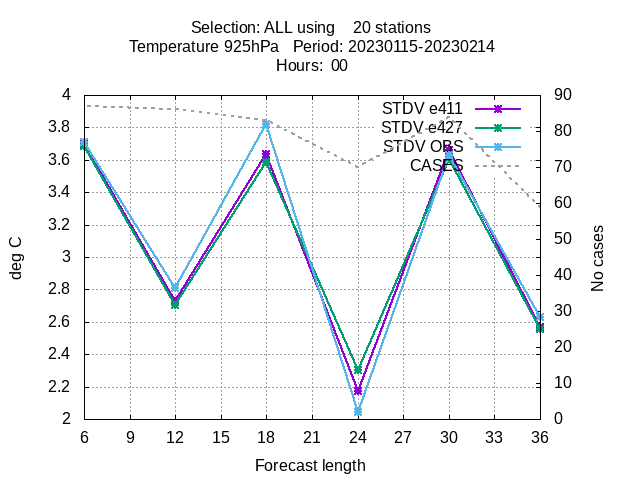 Selection: ALL using    20 stations
Temperature 925hPa   Period: 20230115-20230214
Hours:  00
STDV e411
STDV e427
STDV OBS
CASES
4
3.8
3.6
3.4
3.2
3
2.8
2.6
2.4
2.2
2
deg C
90
80
70
60
50
40
30
20
10
0
No cases
6 9 12 15 18 21 24 27 30 33 36
Forecast length